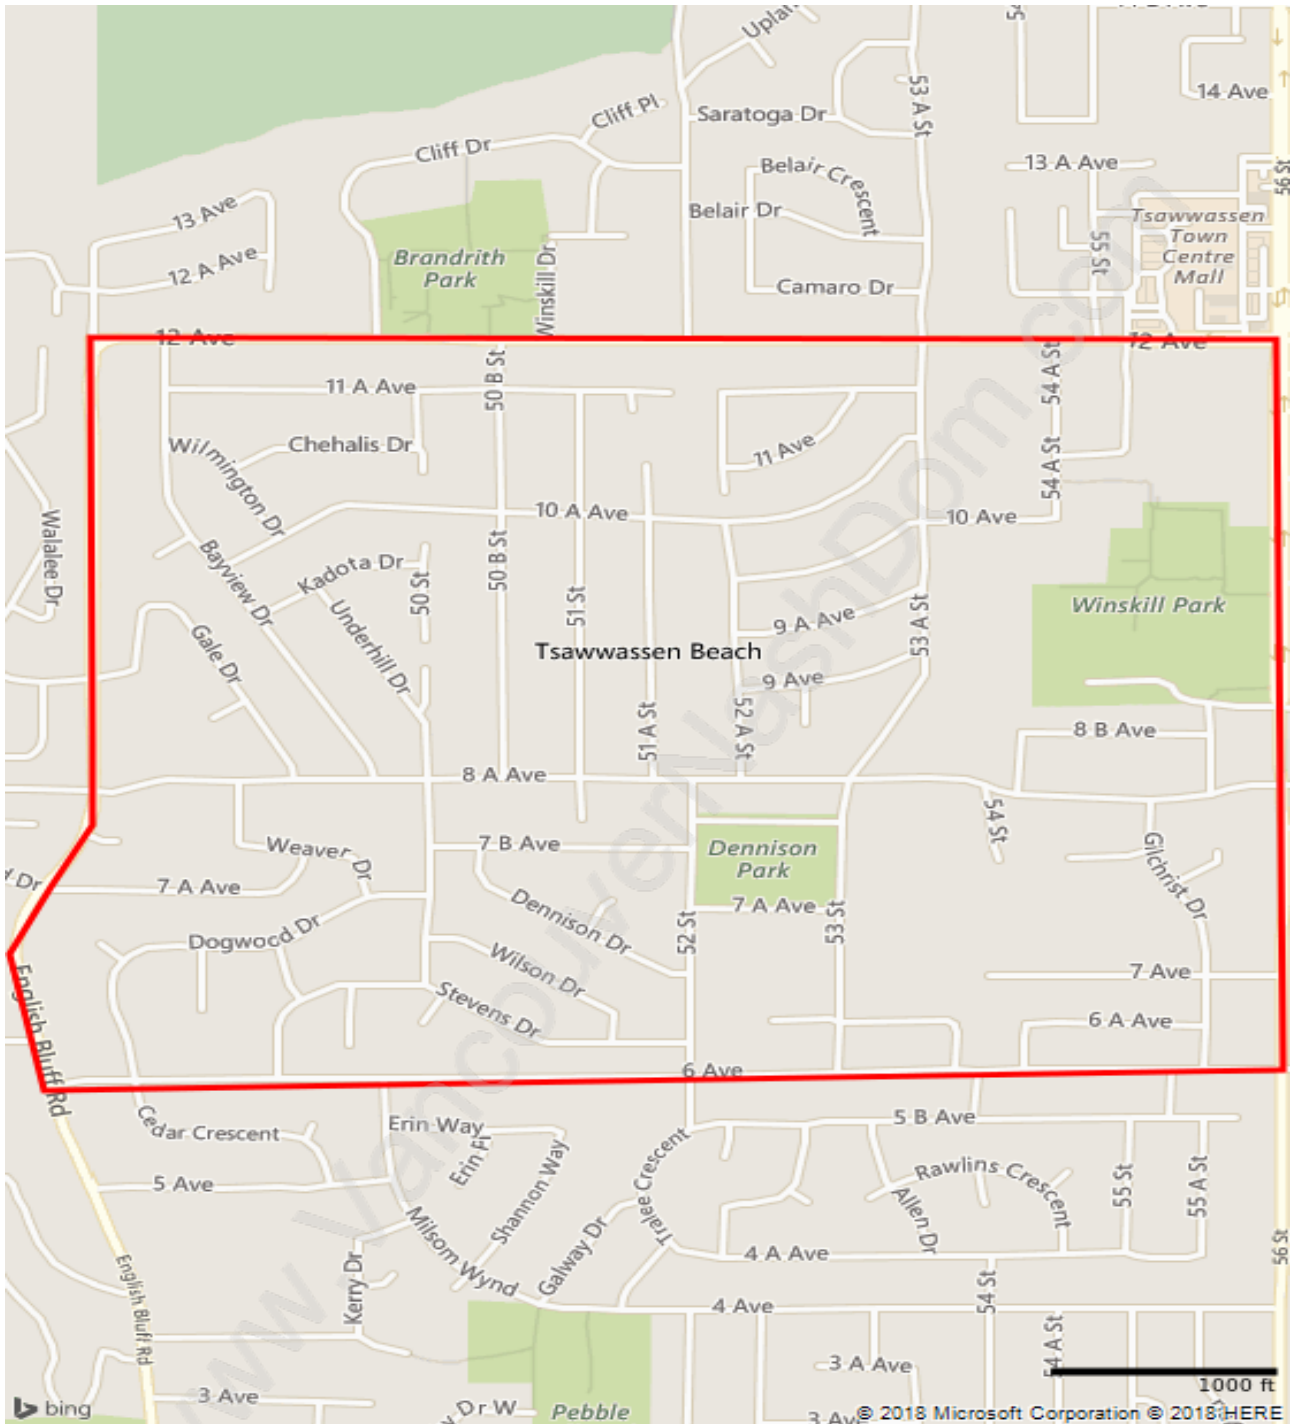 Uplan
Cliff Pl
Saratoga Dr
53 A St
14 Ave
Cliff Dr
13 A Ave
Belair Crescent
56 St
13 Ave
Belair Dr
Tsawwassen
Town
Centre
Mall
12 A Ave
Brandrith
Park
Winskill Dr
55 St
Camaro Dr
12 Ave
12 Ave
11 A Ave
50 B St
54 A St
Wilmington Dr
Chehalis Dr
11 Ave
54 A St
Walalee Dr
10 A Ave
10 Ave
Bayview Dr
Kadota Dr
50 St
50 B St
51 St
Underhill Dr
9 A Ave
53 A St
Winskill Park
Gale Dr
Tsawwassen Beach
9 Ave
51 A St
52 A St
8 B Ave
8 A Ave
54 St
Weaver Dr
7 B Ave
Dennison
Park
Gilchrist Dr
Dr
7 A Ave
7 A Ave
Dennison Dr
52 St
53 St
Dogwood Dr
Wilson Dr
7 Ave
English Bluff Rd
Stevens Dr
6 A Ave
6 Ave
Cedar Crescent
Erin Way
5 B Ave
Erin Pl
Shannon Way
Tralee Crescent
Rawlins Crescent
5 Ave
Allen Dr
55 St
55 A St
Milsom Wynd
Galway Dr
4 A Ave
56 St
English Bluff Rd
Kerry Dr
54 St
4 Ave
54 A St
3 A Ave
1000 ft
3 Ave
Dr W
Pebble
3 Av
bing
© 2018 Microsoft Corporation © 2018 HERE
www.VancouverNashDom.com